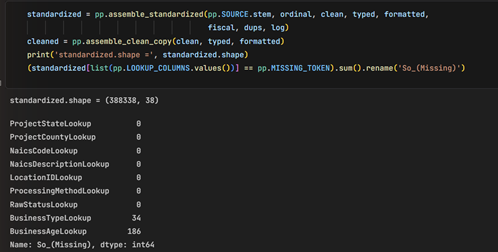 standardized = pp.assemble_standardized(pp.SOURCE.stem, ordinal, clean, typed, formatted,
fiscal, dups, log)
cleaned = pp.assemble_clean_copy(clean, typed, formatted)
print('standardized.shape =', standardized.shape)
(standardized[list(pp.LOOKUP_COLUMNS.values())] == pp.MISSING_TOKEN).sum().rename('So_(Missing)')
standardized.shape = (388338, 38)
ProjectStateLookup 0
ProjectCountyLookup 0
NaicsCodeLookup 0
NaicsDescriptionLookup 0
LocationIDLookup 0
ProcessingMethodLookup 0
RawStatusLookup 0
BusinessTypeLookup 34
BusinessAgeLookup 186
Name: So_(Missing), dtype: int64